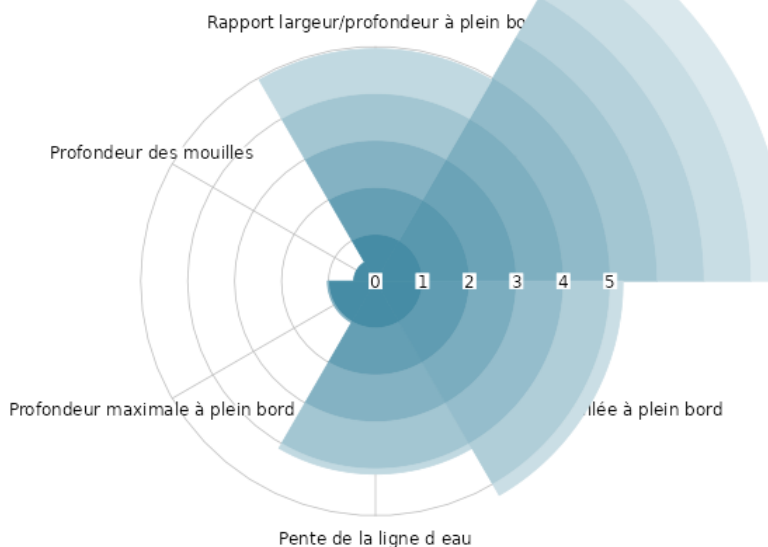 Rapport largeur/profondeur à plein
Profondeur des mouilles
0 1 2 3 4 5
Profondeur maximale à plein bord
à plein bord
Pente de la ligne d eau